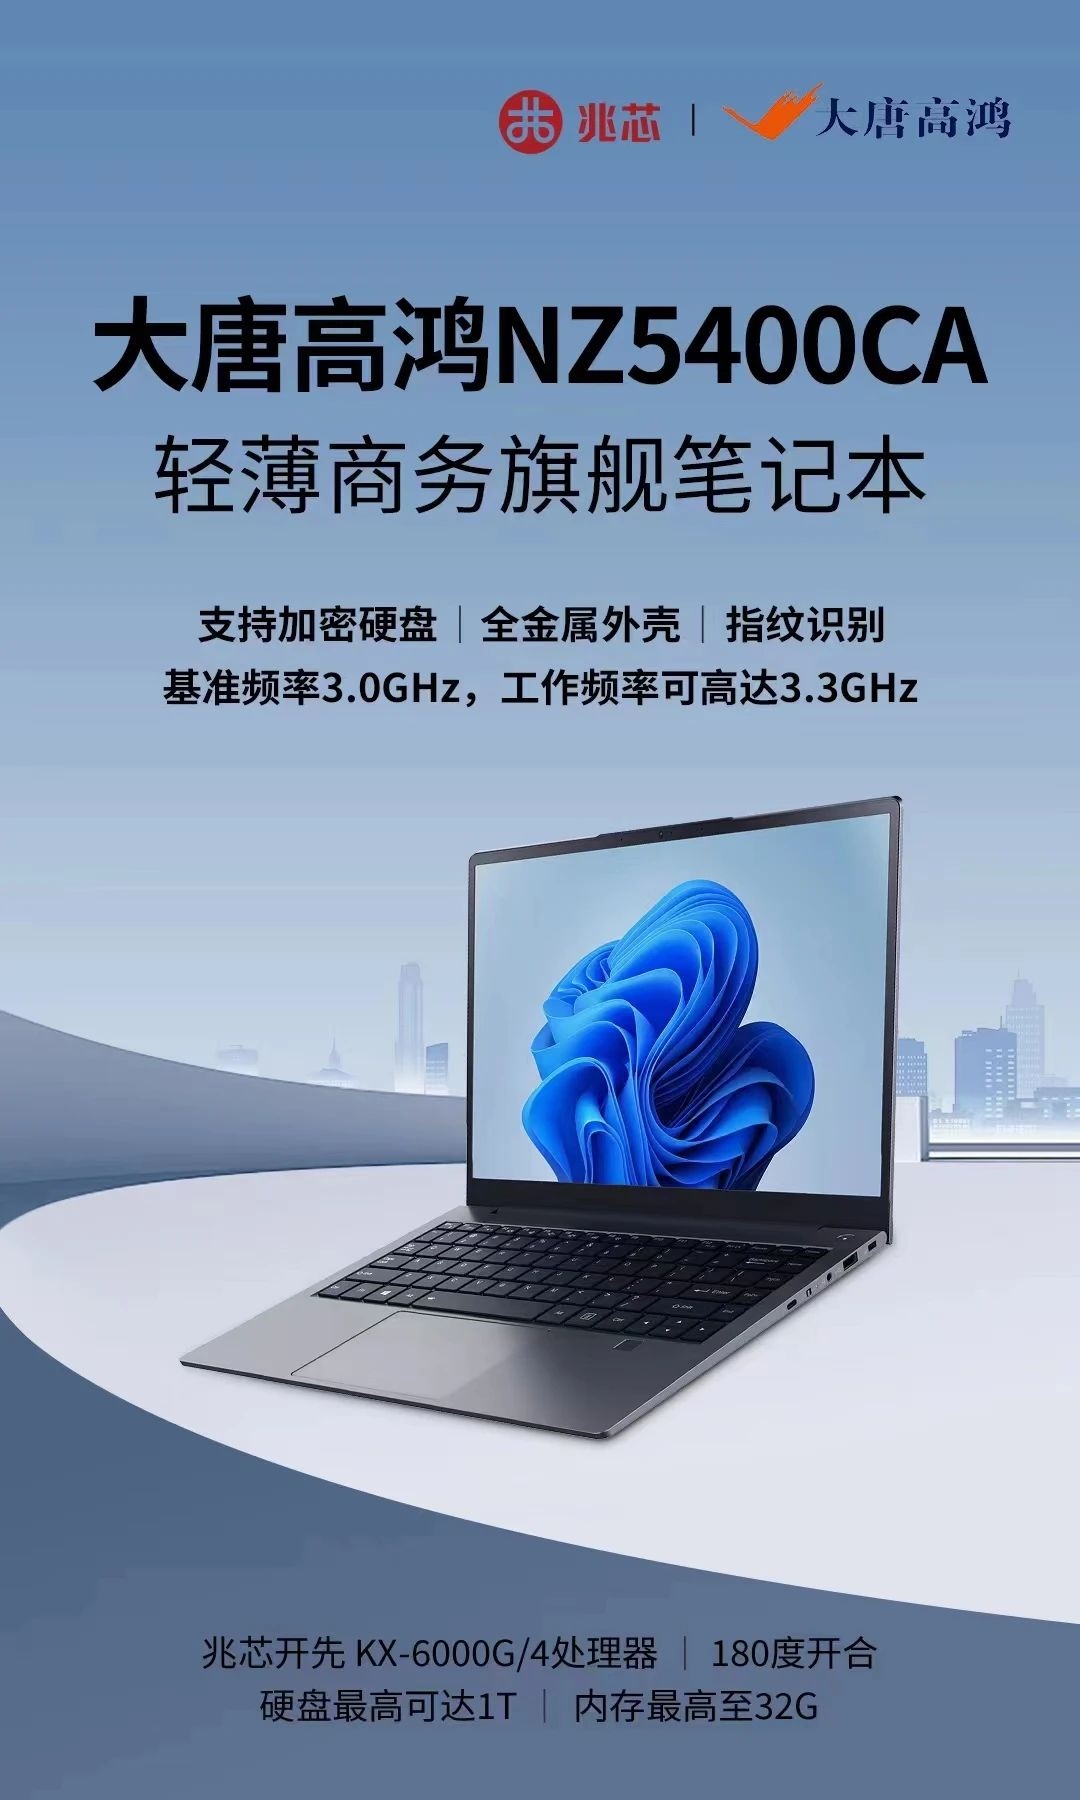 兆芯 | 大唐高鸿
大唐高鸿NZ5400CA
轻薄商务旗舰笔记本
支持加密硬盘｜全金属外壳｜指纹识别
基准频率3.0GHz，工作频率可高达3.3GHz
兆芯开先 KX-6000G/4处理器 ｜ 180度开合
硬盘最高可达1T ｜ 内存最高至32G